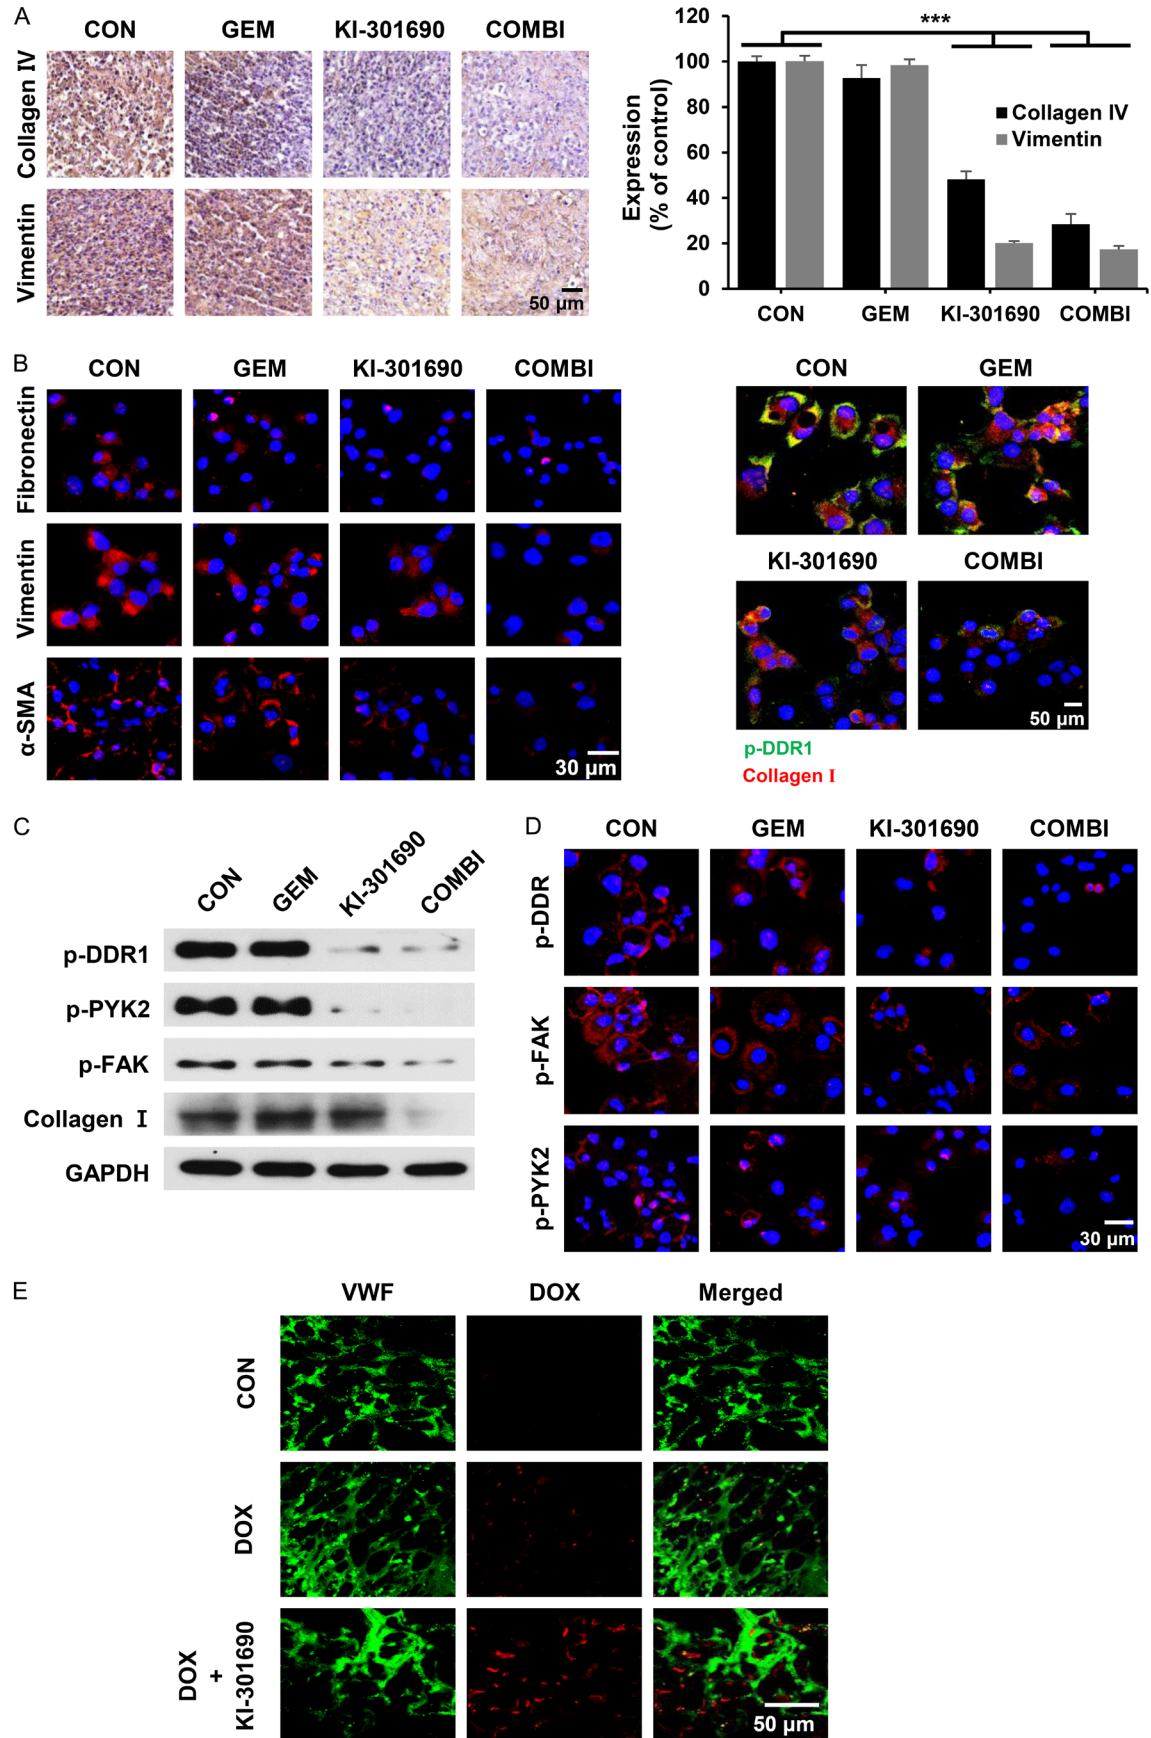 A
CON GEM KI-301690 COMBI
Collagen IV
Vimentin
50 µm
Expression
(% of control)
120
100
80
60
40
20
0
***
Collagen IV
Vimentin
CON GEM KI-301690 COMBI
B
CON GEM KI-301690 COMBI
Fibronectin
Vimentin
α-SMA
30 µm
CON GEM
KI-301690 COMBI
50 µm
p-DDR1
Collagen I
C
CON GEM KI-301690 COMBI
p-DDR1
p-PYK2
p-FAK
Collagen I
GAPDH
D
CON GEM KI-301690 COMBI
p-DDR
p-FAK
p-PYK2
30 µm
E
VWF DOX Merged
CON
DOX
DOX
+
KI-301690
50 µm